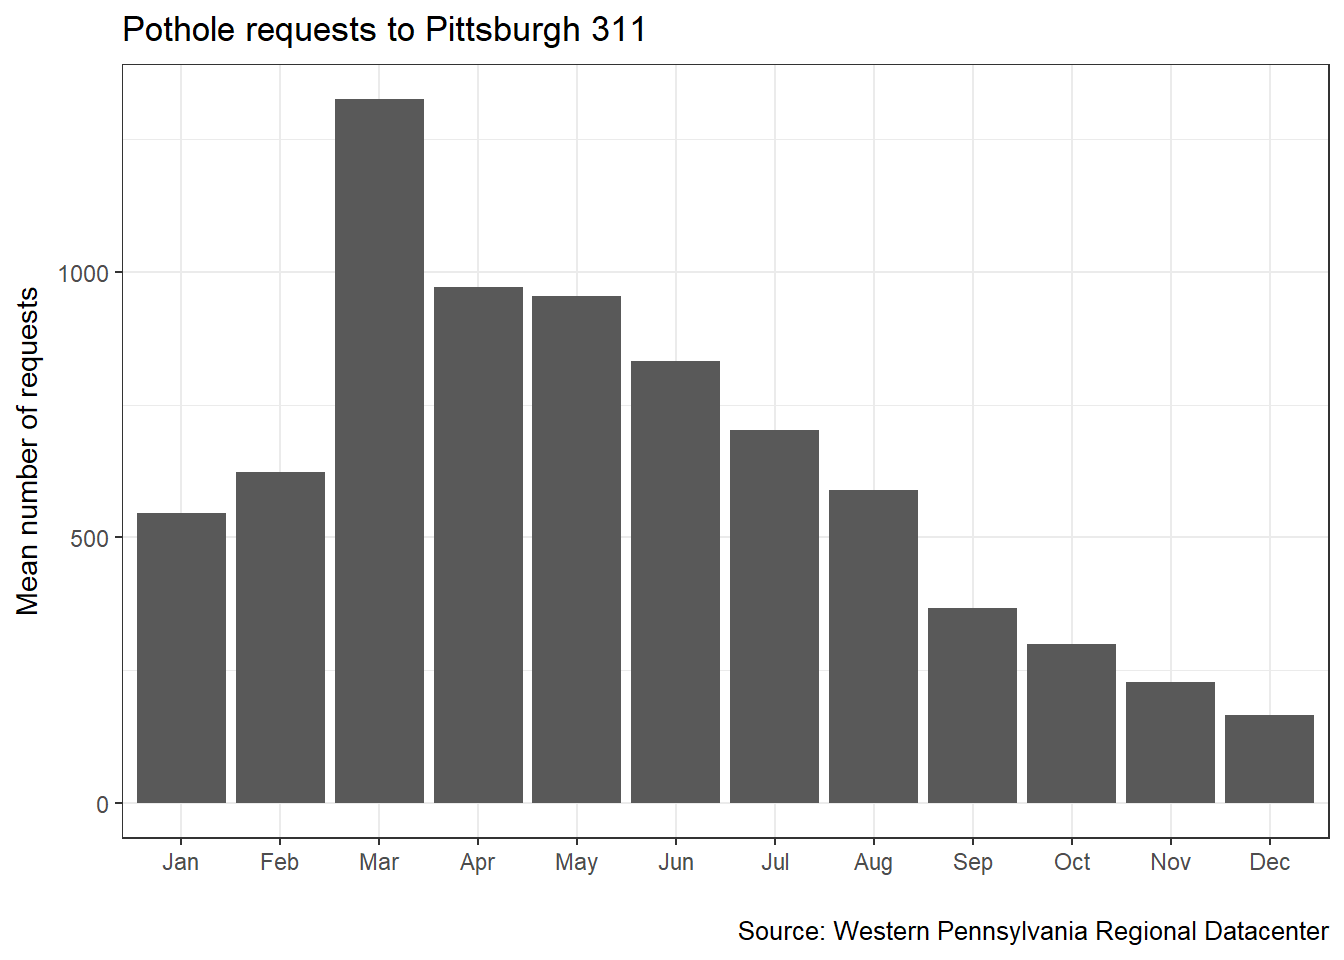 Pothole requests to Pittsburgh 311
Mean number of requests
1000
500
0
Jan Feb Mar Apr May Jun Jul Aug Sep Oct Nov Dec
Source: Western Pennsylvania Regional Datacenter